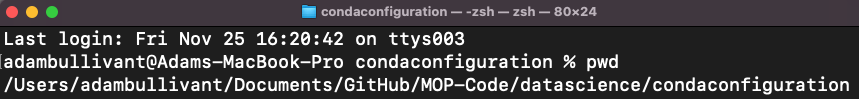 condaconfiguration — -zsh — zsh — 80×24
Last login: Fri Nov 25 16:20:42 on ttys003
[adambullivant@Adams-MacBook-Pro condaconfiguration % pwd
/Users/adambullivant/Documents/GitHub/MOP-Code/datascience/condaconfiguration